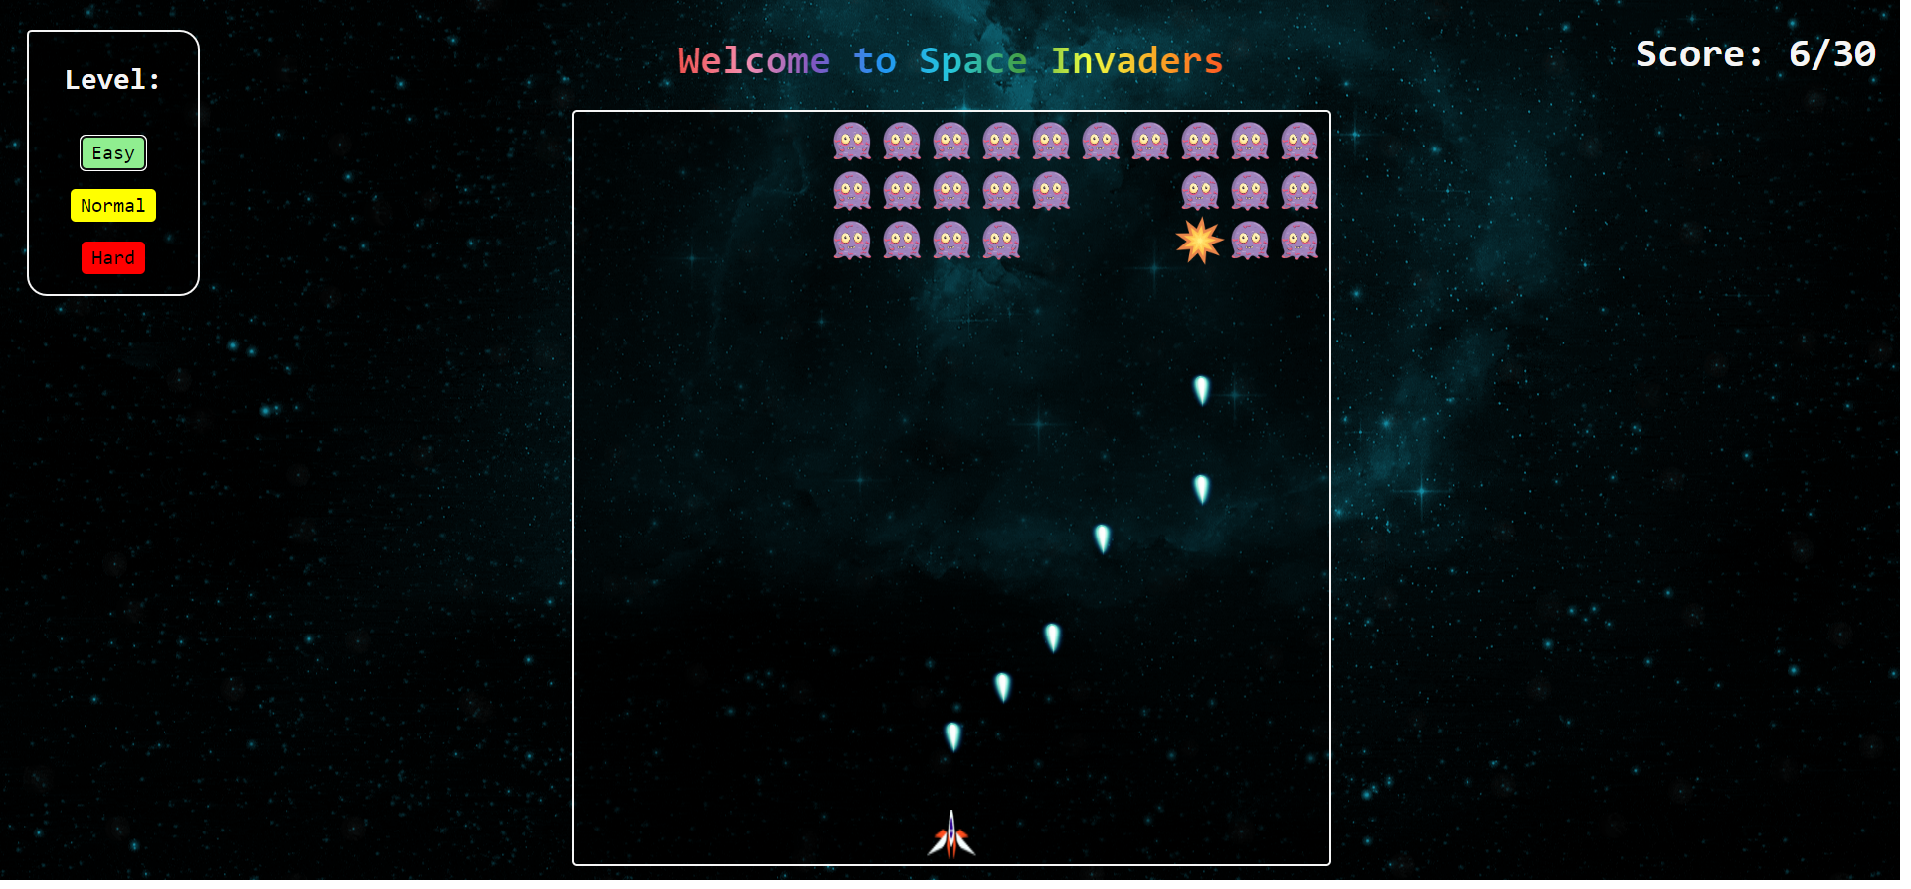 Welcome to Space Invaders
Score: 6/30
Level:
Easy
Normal
Hard